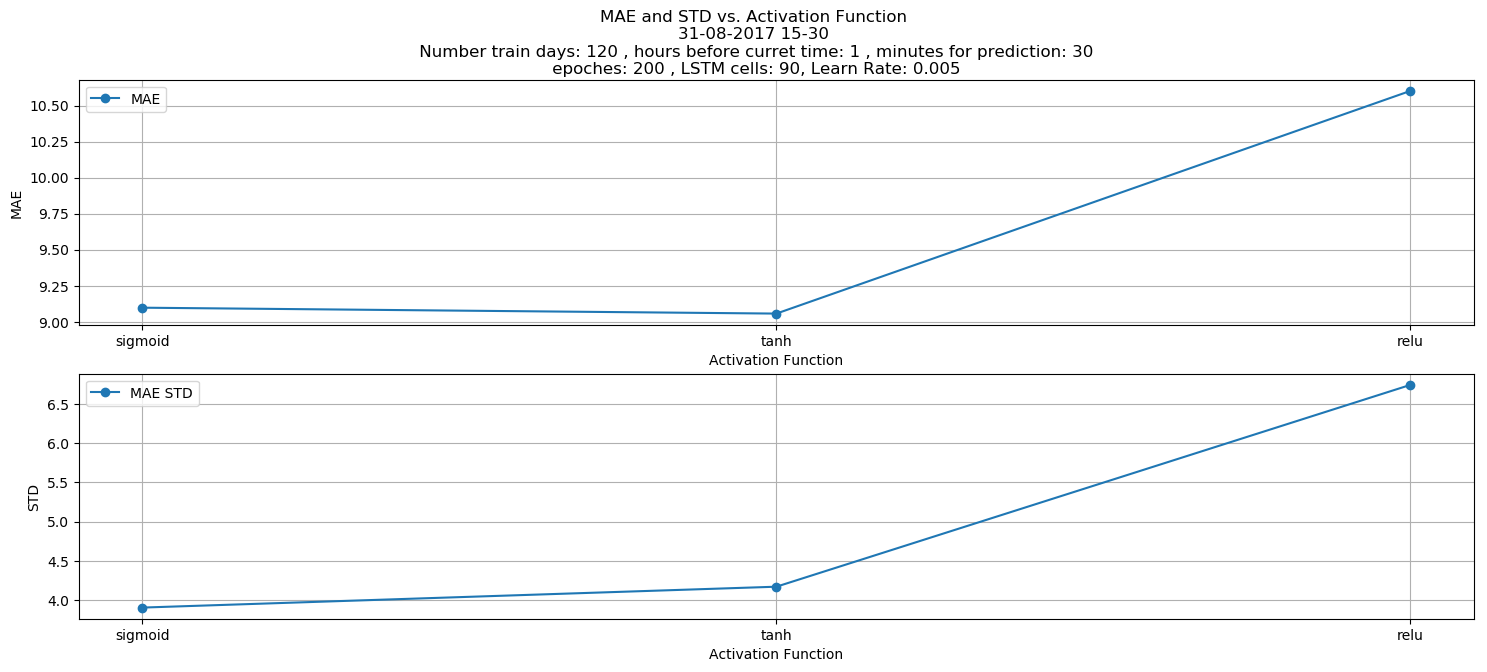 MAE and STD vs. Activation Function
31-08-2017 15-30
Number train days: 120 , hours before curret time: 1 , minutes for prediction: 30
epoches: 200 , LSTM cells: 90, Learn Rate: 0.005
MAE
10.50
10.25
10.00
9.75
9.50
9.25
9.00
MAE
sigmoid
tanh
relu
Activation Function
MAE STD
6.5
6.0
5.5
5.0
4.5
4.0
STD
sigmoid
tanh
relu
Activation Function